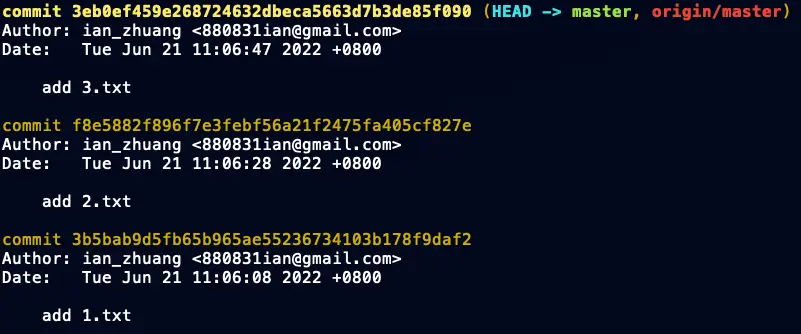 commit 3eb0ef459e268724632dbeca5663d7b3de85f090 (HEAD -> master, origin/master)
Author: ian_zhuang <880831ian@gmail.com>
Date:   Tue Jun 21 11:06:47 2022 +0800
    add 3.txt
commit f8e5882f896f7e3febf56a21f2475fa405cf827e
Author: ian_zhuang <880831ian@gmail.com>
Date:   Tue Jun 21 11:06:28 2022 +0800
    add 2.txt
commit 3b5bab9d5fb65b965ae55236734103b178f9daf2
Author: ian_zhuang <880831ian@gmail.com>
Date:   Tue Jun 21 11:06:08 2022 +0800
    add 1.txt